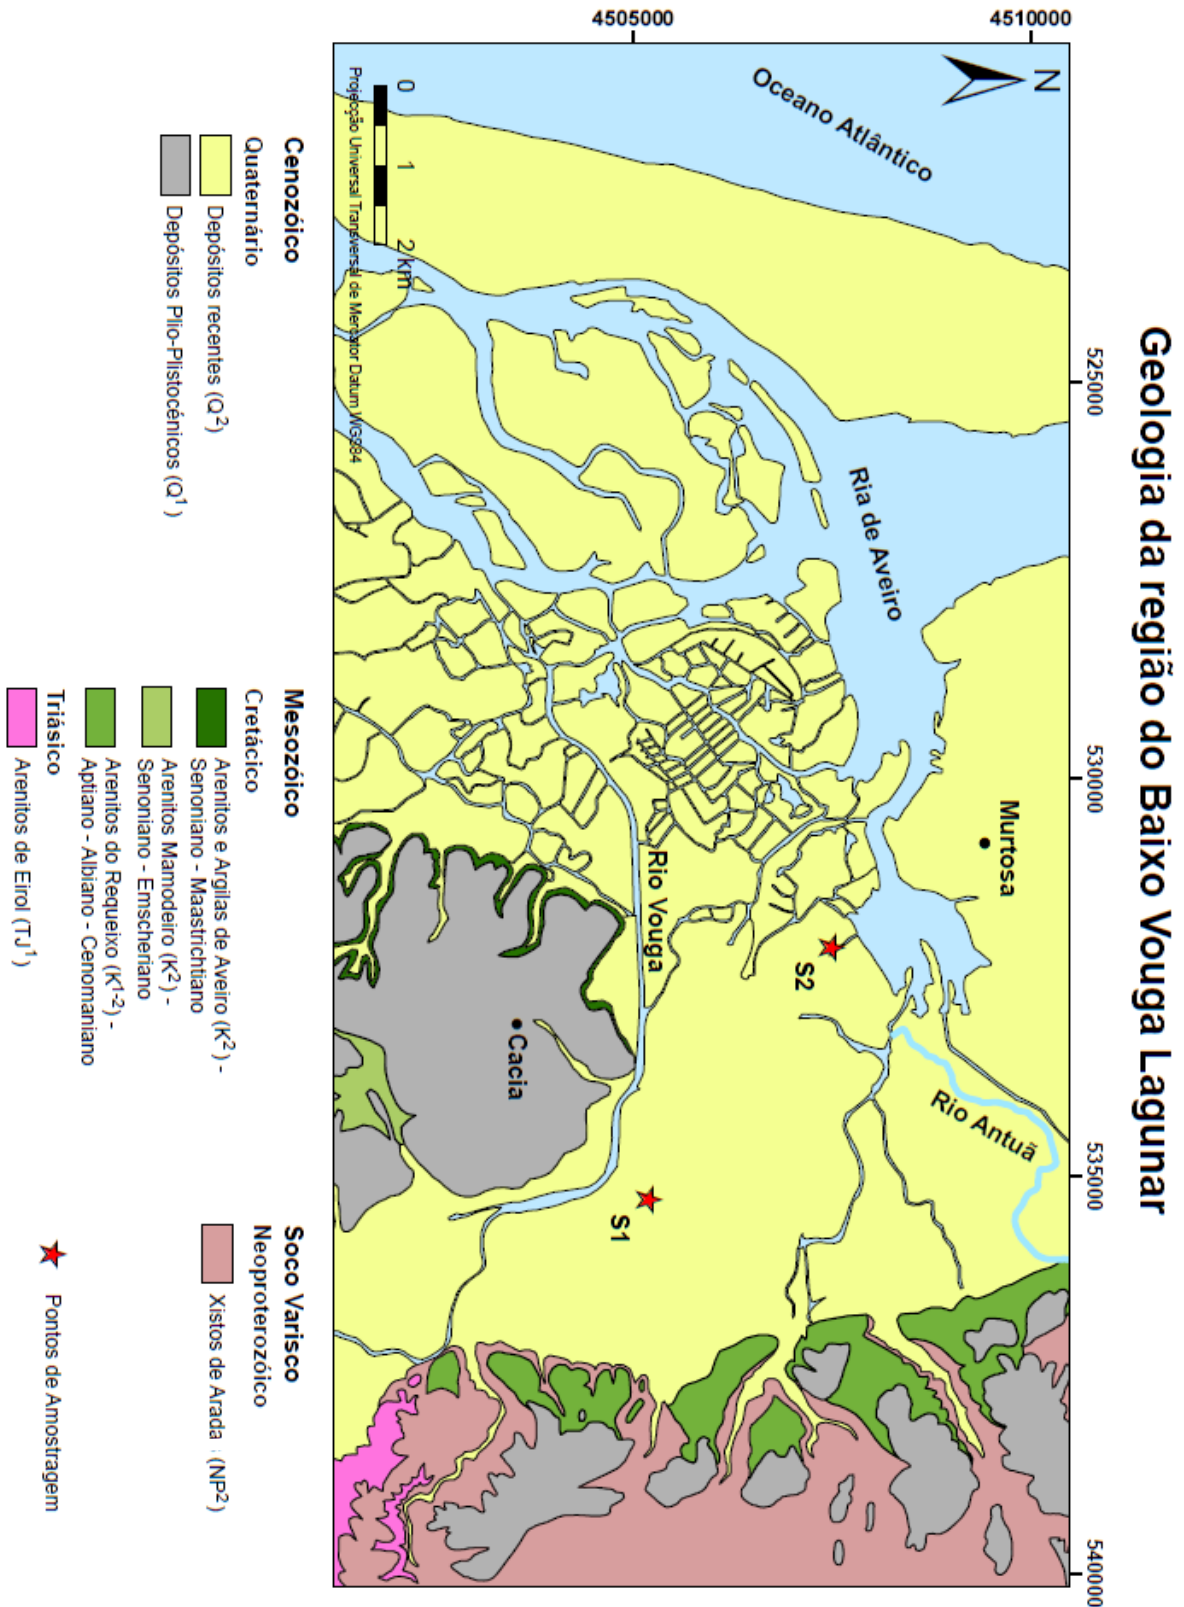 Geologia da região do Baixo Vouga Lagunar
525000
530000
535000
540000
4510000
4505000
N
Oceano Atlântico
Ria de Aveiro
Murtosa
Rio Antuã
S2
Rio Vouga
S1
Cacia
0 1 2 km
Projecção Universal Transversal de Mercator Datum WGS84
Cenozóico
Quaternário
Depósitos recentes (Q2)
Depósitos Plio-Plistocénicos (Q1)
Mesozóico
Cretácico
Arenitos e Argilas de Aveiro (K2) -
Senoniano - Maastrichtiano
Arenitos Mamodeiro (K2) -
Senoniano - Emscheriano
Arenitos do Requeixo (K1-2) -
Aptiano - Albiano - Cenomaniano
Triásico
Arenitos de Eirol (TJ1)
Soco Varisco
Neoproterozóico
Xistos de Arada (NP2)
Pontos de Amostragem